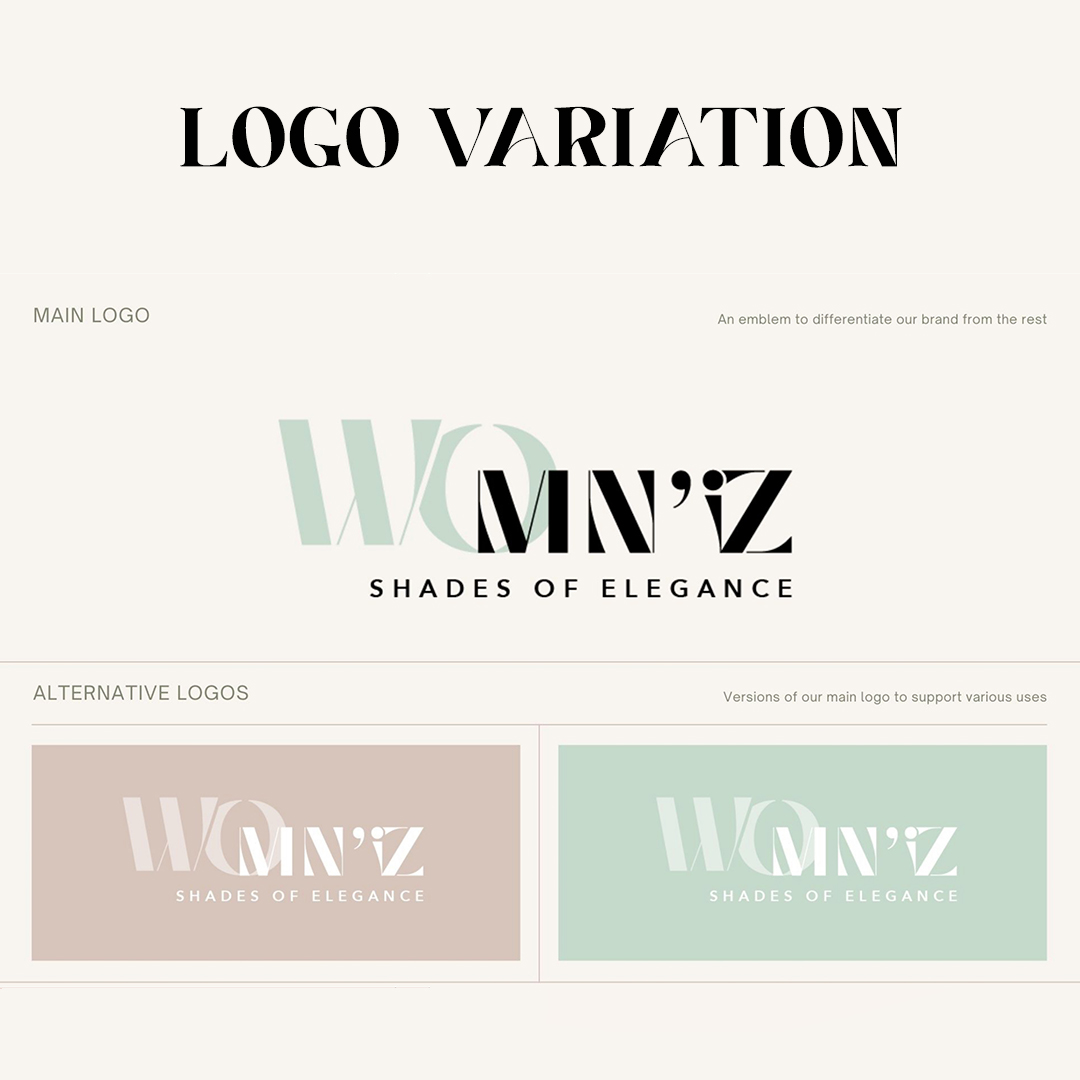 LOGO VARIATION
MAIN LOGO
An emblem to differentiate our brand from the rest
WOMN’iZ
SHADES OF ELEGANCE
ALTERNATIVE LOGOS
Versions of our main logo to support various uses
WOMN’iZ
SHADES OF ELEGANCE
WOMN’iZ
SHADES OF ELEGANCE